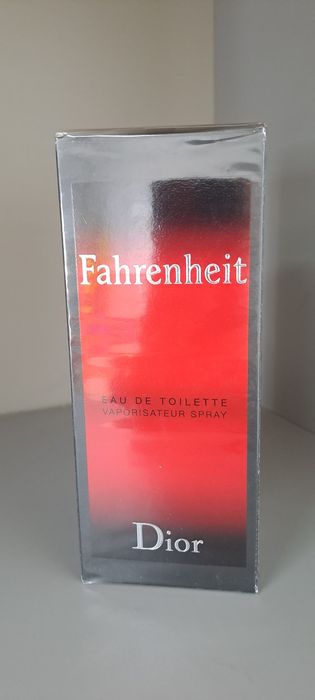 Fahrenheit
EAU DE TOILETTE
VAPORISATEUR SPRAY
Dior